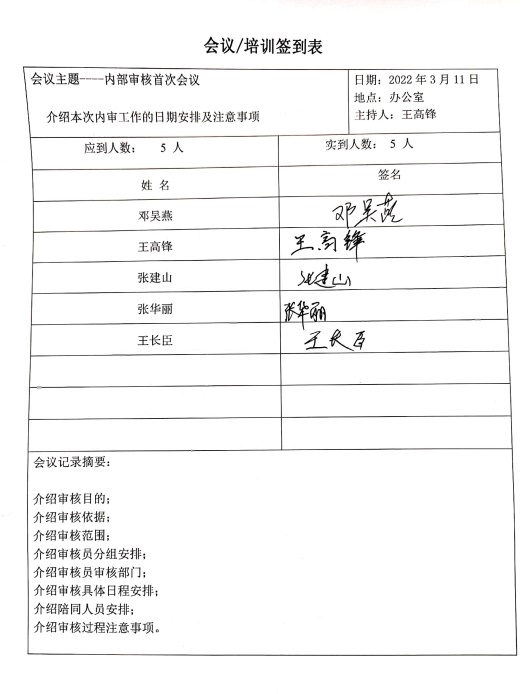 会议/培训签到表
会议主题----内部审核首次会议
介绍本次内审工作的日期安排及注意事项
日期：2022 年 3 月 11 日
地点：办公室
主持人：王高锋
应到人数： 5 人
实到人数： 5 人
姓 名
签名
邓吴燕
邓吴燕
王高锋
王高锋
张建山
张建山
张华丽
张华丽
王长臣
王长臣
会议记录摘要：
介绍审核目的；
介绍审核依据；
介绍审核范围；
介绍审核员分组安排；
介绍审核员审核部门；
介绍审核具体日程安排；
介绍陪同人员安排；
介绍审核过程注意事项。